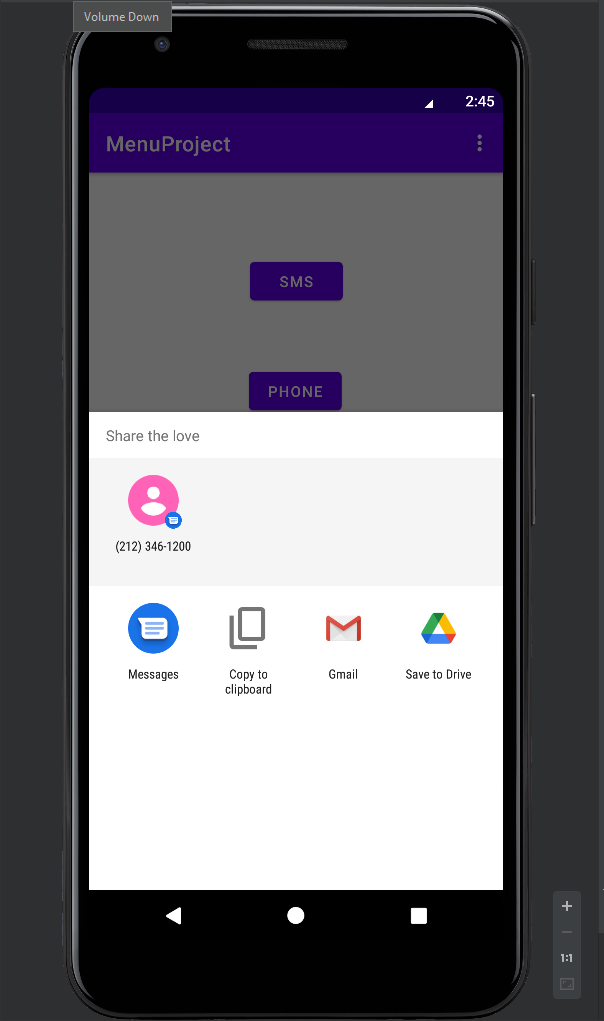 Volume Down
2:45
MenuProject
SMS
PHONE
Share the love
(212) 346-1200
Messages
Copy to
clipboard
Gmail
Save to Drive
1:1